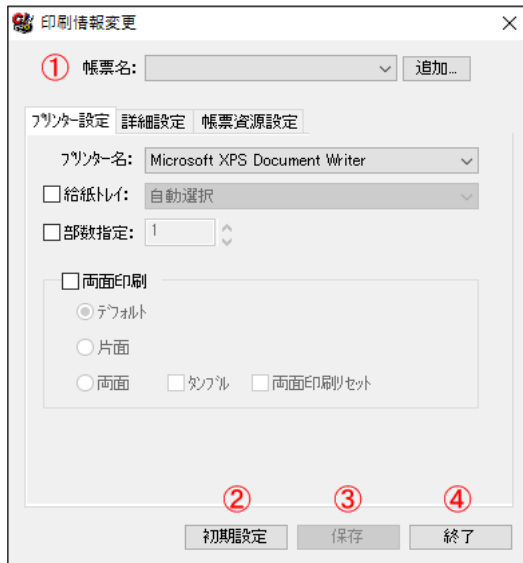 印刷情報変更
① 帳票名: 追加...
プリンター設定 詳細設定 帳票資源設定
プリンター名: Microsoft XPS Document Writer
給紙トレイ: 自動選択
部数指定: 1
両面印刷
デフォルト
片面
両面 タンブル 両面印刷リセット
② ③ ④
初期設定 保存 終了